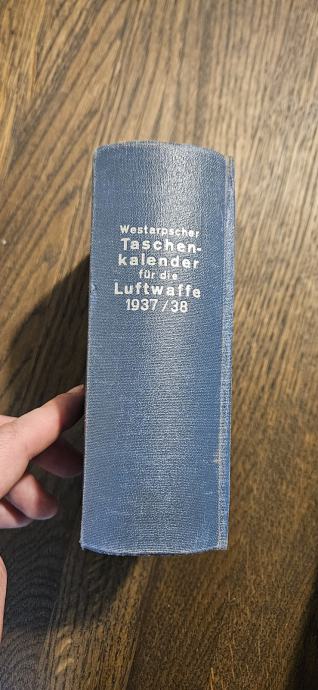 Westarpscher
Taschen-
kalender
für die
Luftwaffe
1937/38